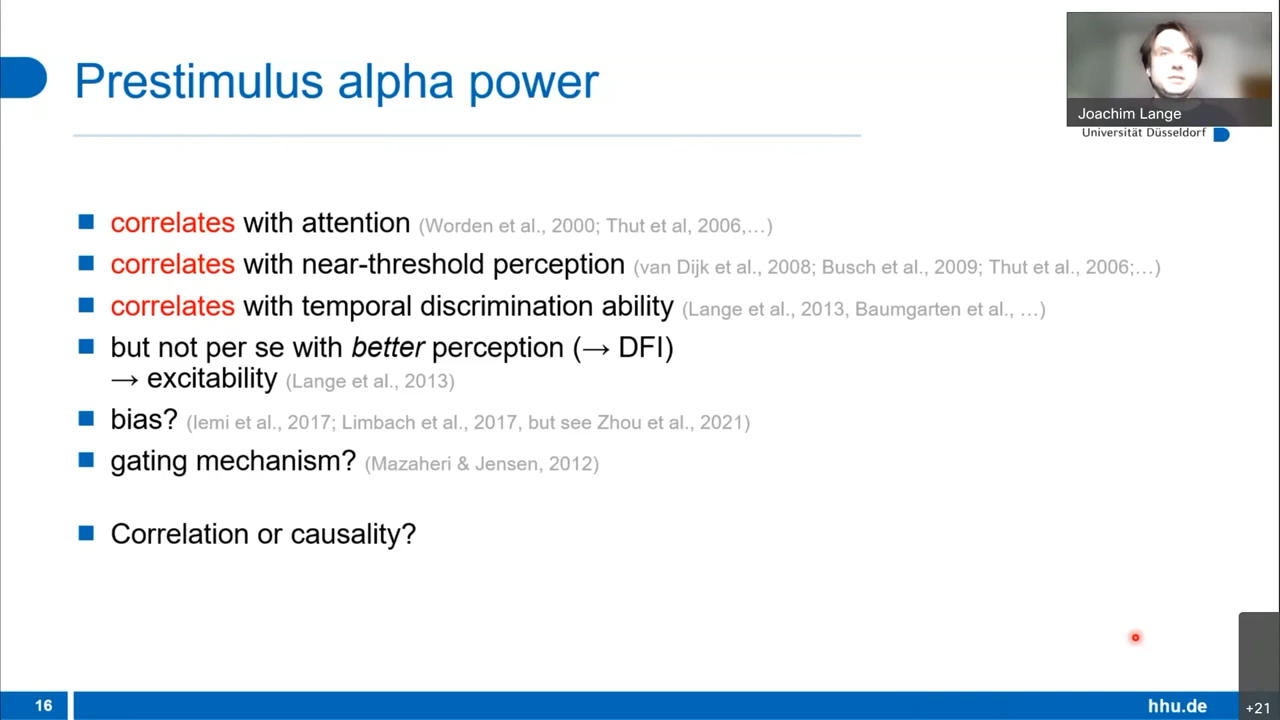 Prestimulus alpha power
Joachim Lange
Universität Düsseldorf
correlates with attention (Worden et al., 2000; Thut et al, 2006,…)
correlates with near-threshold perception (van Dijk et al., 2008; Busch et al., 2009; Thut et al., 2006;…)
correlates with temporal discrimination ability (Lange et al., 2013, Baumgarten et al., …)
but not per se with better perception (→ DFI)
→ excitability (Lange et al., 2013)
bias? (Iemi et al., 2017; Limbach et al., 2017, but see Zhou et al., 2021)
gating mechanism? (Mazaheri & Jensen, 2012)
Correlation or causality?
16
hhu.de
+21